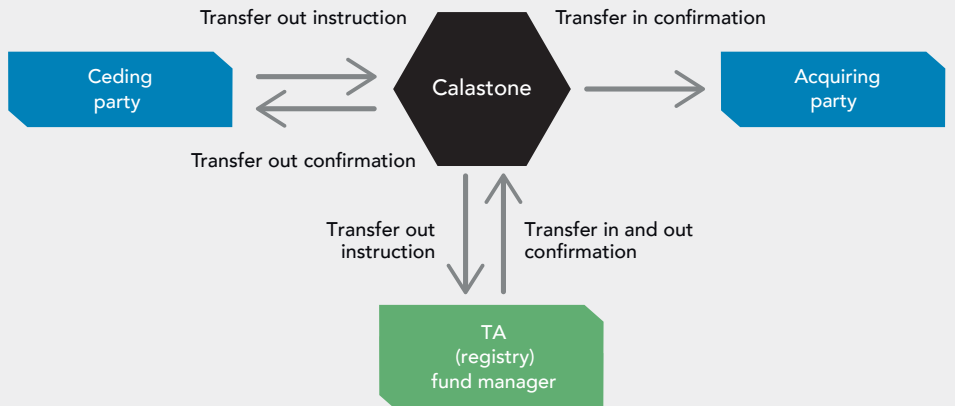 Transfer out instruction
Transfer in confirmation
Ceding
party
Calastone
Acquiring
party
Transfer out confirmation
Transfer out
instruction
Transfer in and out
confirmation
TA
(registry)
fund manager